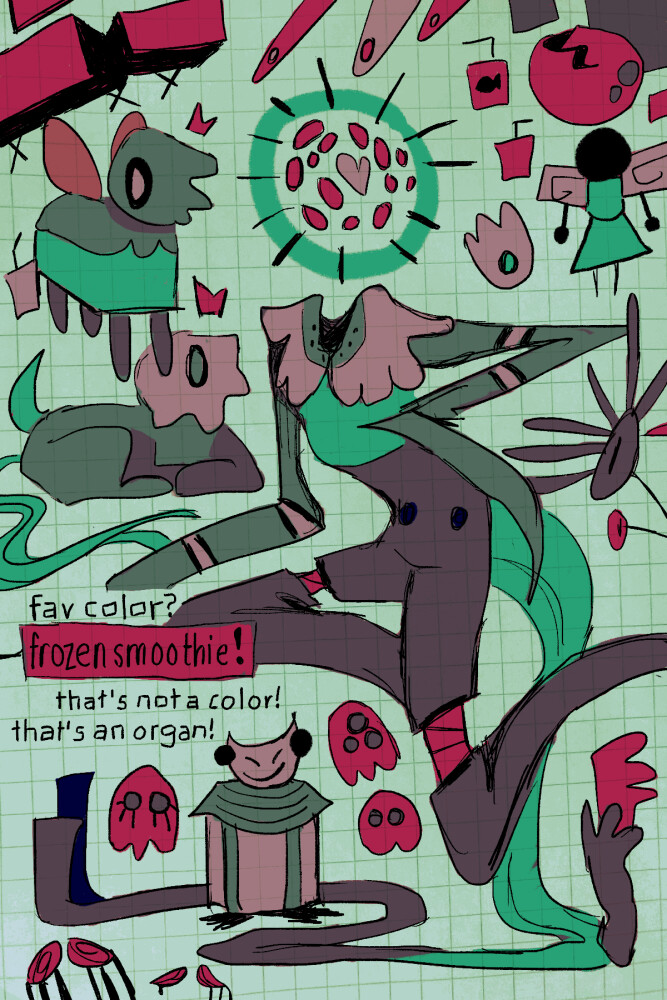 fav color?
frozen smoothie!
that's not a color!
that's an organ!